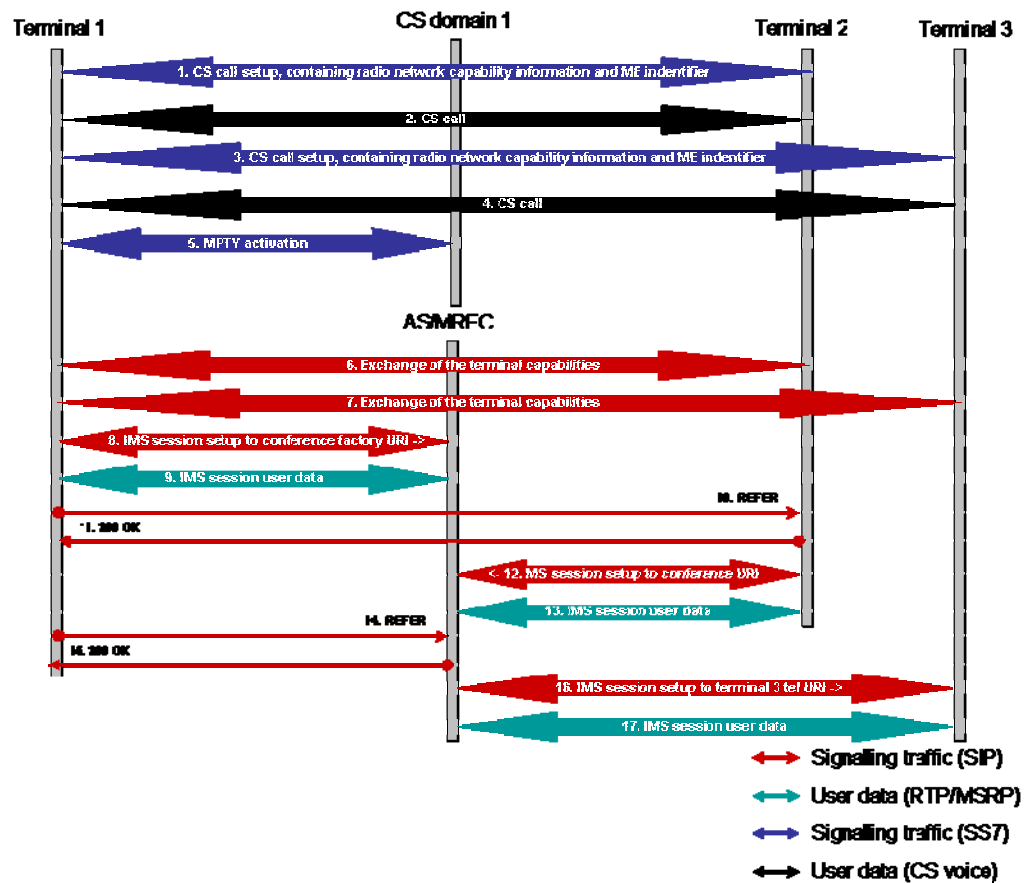 Terminal 1
CS domain 1
Terminal 2
Terminal 3
1. CS call setup, containing radio network capability information and ME indentifier
2. CS call
3. CS call setup, containing radio network capability information and ME indentifier
4. CS call
5. MPTY activation
AS/MRFC
6. Exchange of the terminal capabilities
7. Exchange of the terminal capabilities
8. IMS session setup to conference factory URI ->
9. IMS session user data
10. REFER
11. 200 OK
<- 12. IMS session setup to conference URI
13. IMS session user data
14. REFER
15. 200 OK
16. IMS session setup to terminal 3 tel URI ->
17. IMS session user data
Signalling traffic (SIP)
User data (RTP/MSRP)
Signalling traffic (SS7)
User data (CS voice)